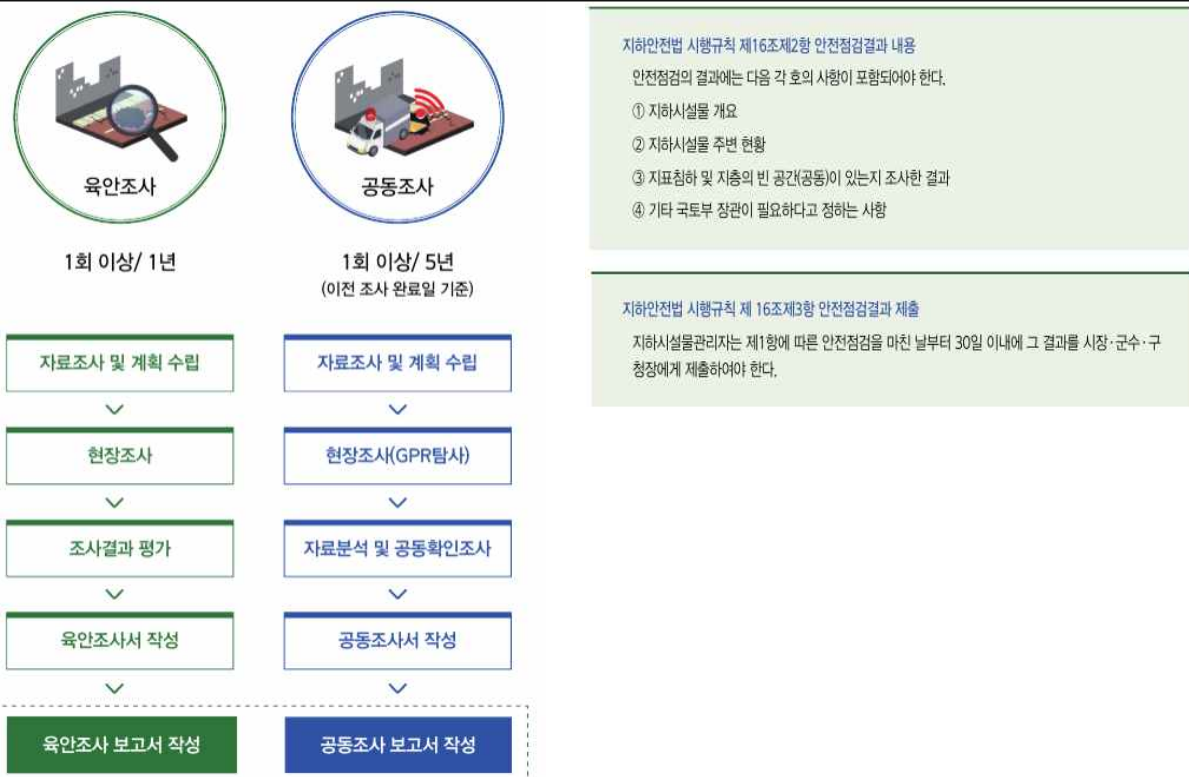 육안조사
1회 이상/ 1년
자료조사 및 계획 수립
현장조사
조사결과 평가
육안조사서 작성
육안조사 보고서 작성
공동조사
1회 이상/ 5년
(이전 조사 완료일 기준)
자료조사 및 계획 수립
현장조사(GPR탐사)
자료분석 및 공동확인조사
공동조사서 작성
공동조사 보고서 작성
지하안전법 시행규칙 제16조제2항 안전점검결과 내용
안전점검의 결과에는 다음 각 호의 사항이 포함되어야 한다.
① 지하시설물 개요
② 지하시설물 주변 현황
③ 지표침하 및 지층의 빈 공간(공동)이 있는지 조사한 결과
④ 기타 국토부 장관이 필요하다고 정하는 사항
지하안전법 시행규칙 제 16조제3항 안전점검결과 제출
지하시설물관리자는 제1항에 따른 안전점검을 마친 날부터 30일 이내에 그 결과를 시장·군수·구
청장에게 제출하여야 한다.